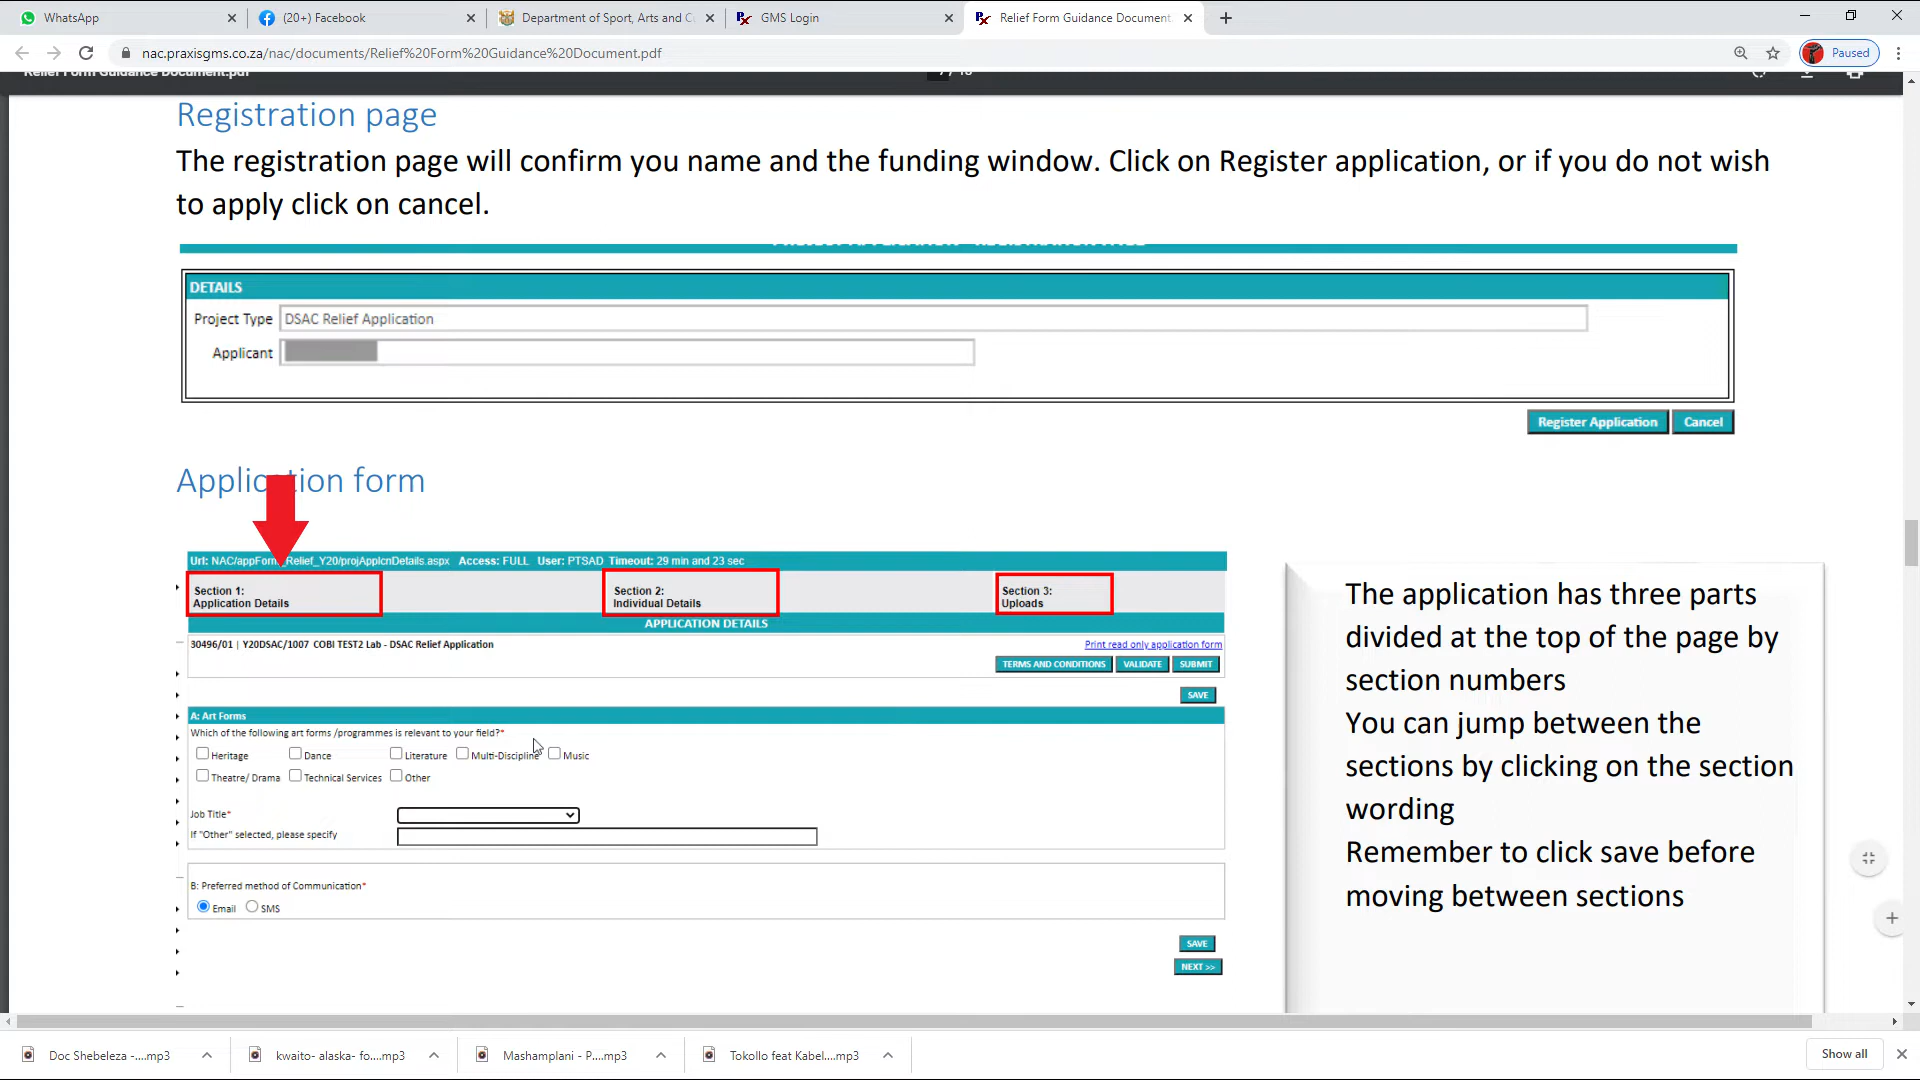 WhatsApp
(20+) Facebook
Department of Sport, Arts and C
GMS Login
Relief Form Guidance Document.
nac.praxisgms.co.za/nac/documents/Relief%20Form%20Guidance%20Document.pdf
Paused
Relief Form Guidance Document.pdf
Registration page
The registration page will confirm you name and the funding window. Click on Register application, or if you do not wish
to apply click on cancel.
DETAILS
Project Type DSAC Relief Application
Applicant
Register Application Cancel
Application form
Url: NAC/appForm_Relief_Y20/projApplcnDetails.aspx Access: FULL User: PTSAD Timeout: 29 min and 23 sec
Section 1:
Application Details
Section 2:
Individual Details
Section 3:
Uploads
APPLICATION DETAILS
30496/01 | Y20DSAC/1007 COBI TEST2 Lab - DSAC Relief Application
Print read only application form
TERMS AND CONDITIONS VALIDATE SUBMIT
SAVE
A: Art Forms
Which of the following art forms /programmes is relevant to your field?*
Heritage Dance Literature Multi-Discipline Music
Theatre/ Drama Technical Services Other
Job Title*
If "Other" selected, please specify
B: Preferred method of Communication*
Email SMS
SAVE
NEXT >>
The application has three parts
divided at the top of the page by
section numbers
You can jump between the
sections by clicking on the section
wording
Remember to click save before
moving between sections
Doc Shebeleza -....mp3
kwaito- alaska- fo....mp3
Mashamplani - P....mp3
Tokollo feat Kabel....mp3
Show all